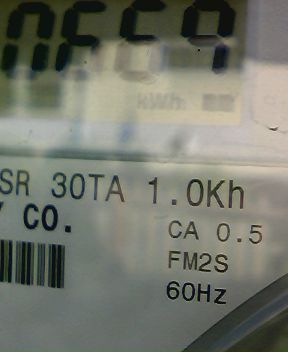 kWh
SR 30TA 1.0Kh
Y CO.
CA 0.5
FM2S
60Hz